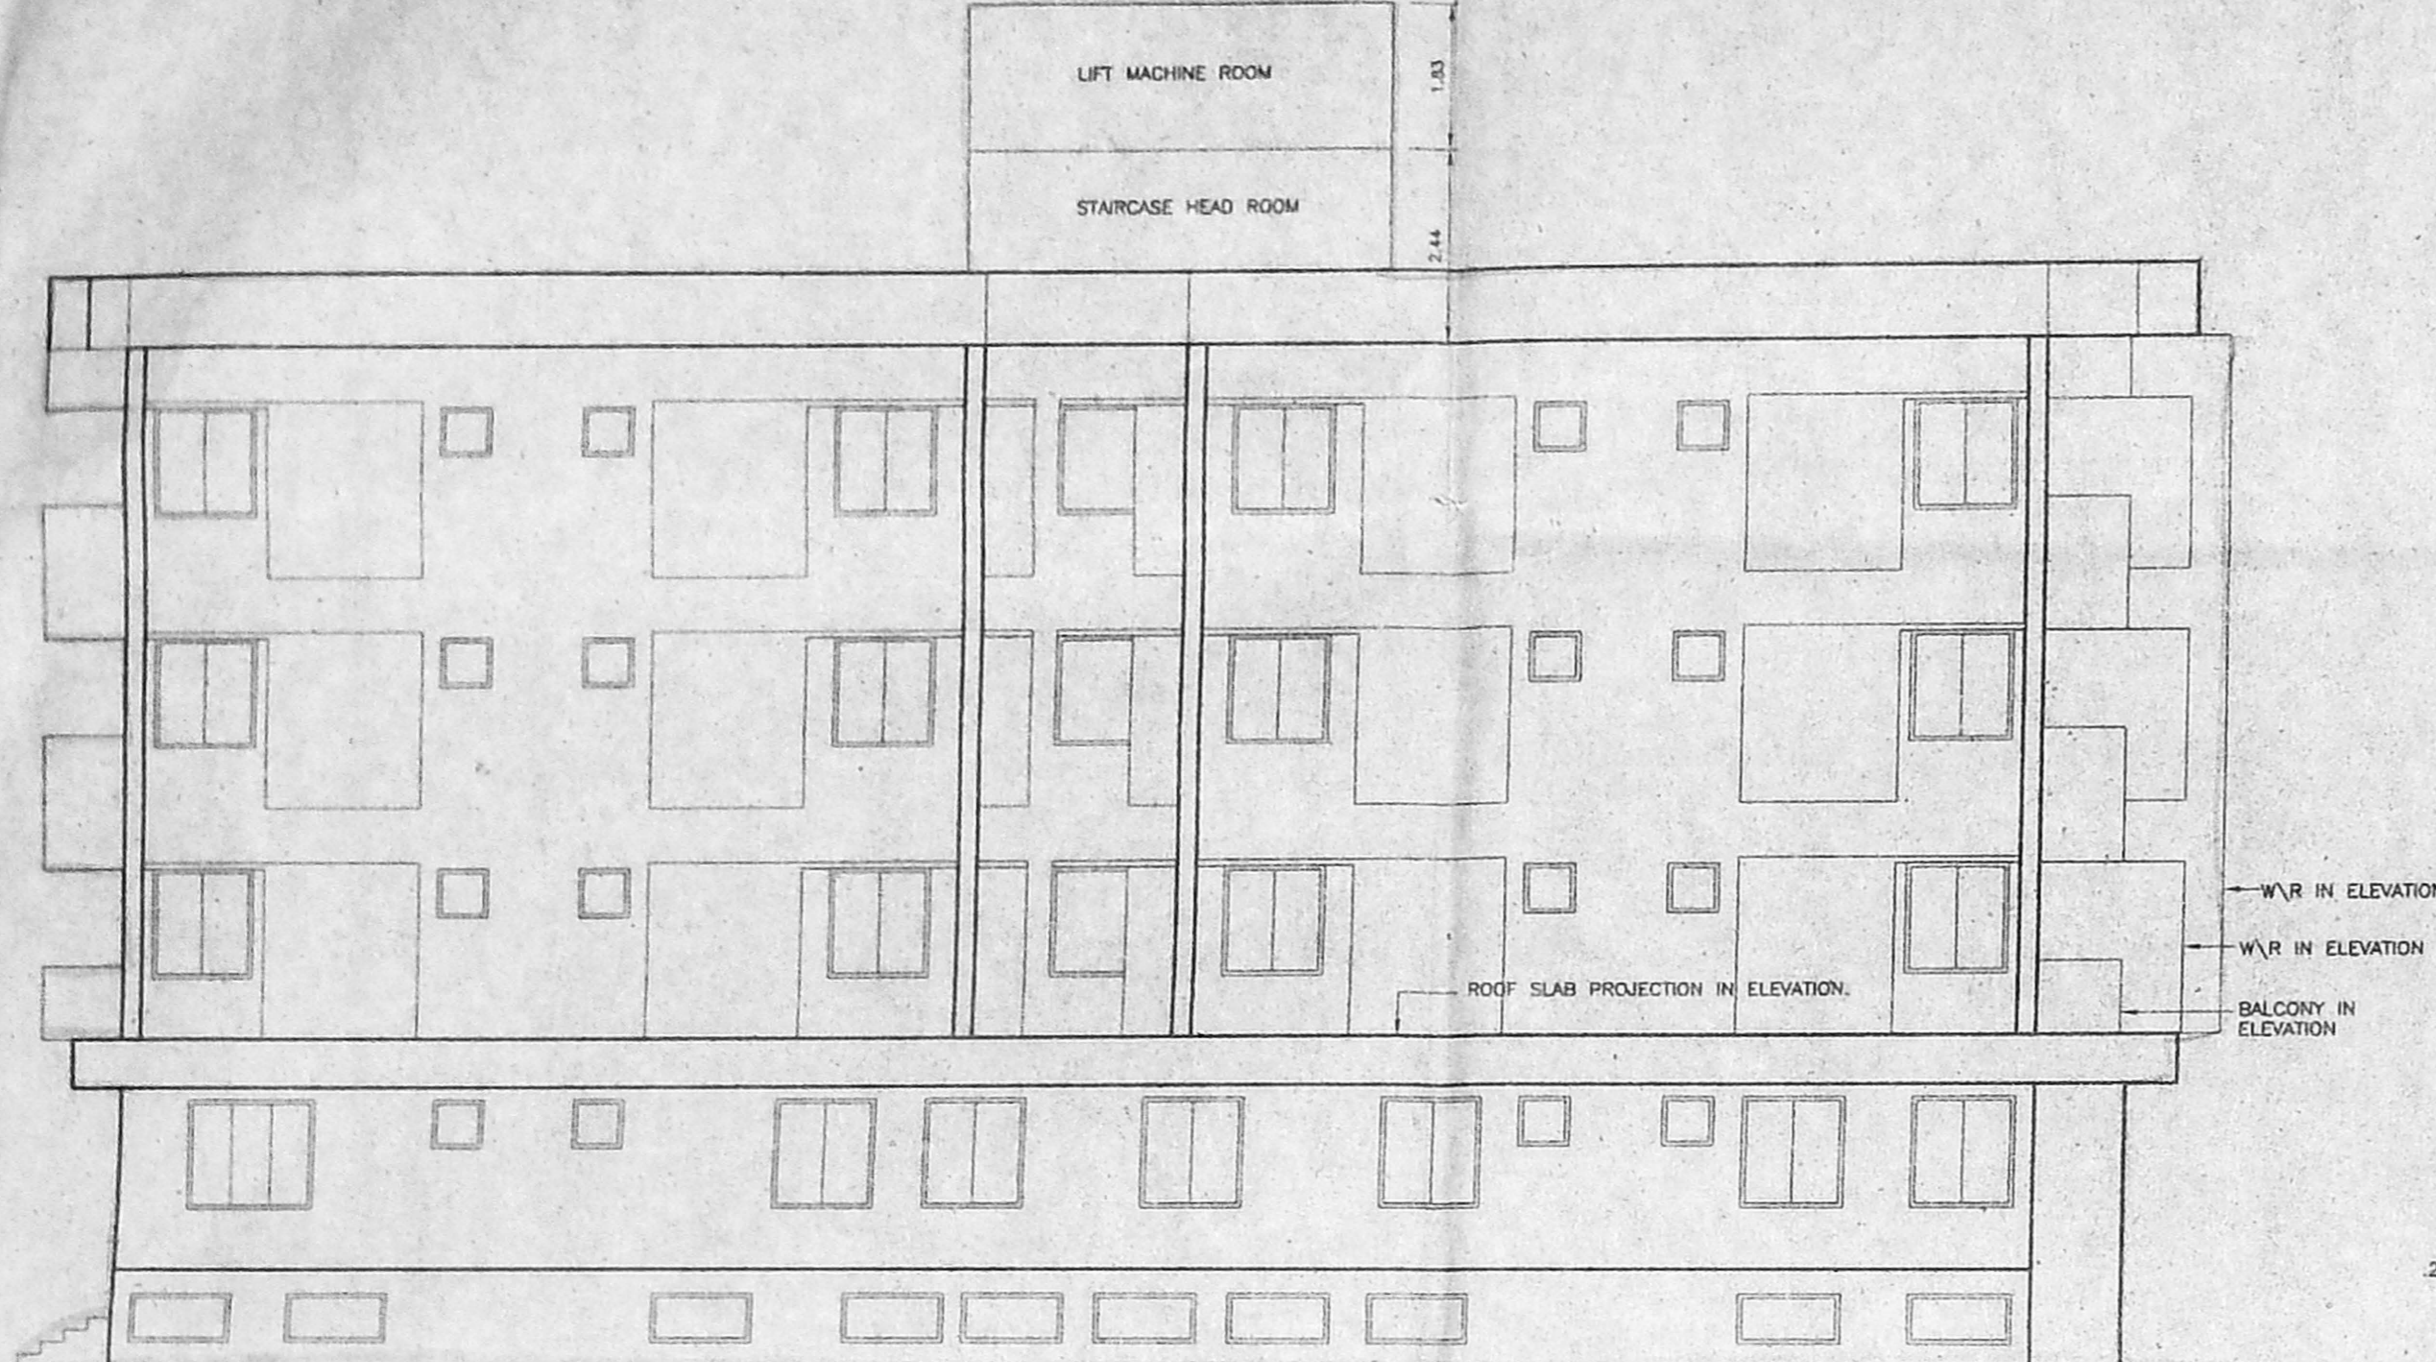 LIFT MACHINE ROOM
1.83
STAIRCASE HEAD ROOM
2.44
W\R IN ELEVATION
W\R IN ELEVATION
ROOF SLAB PROJECTION IN ELEVATION.
BALCONY IN
ELEVATION
.2